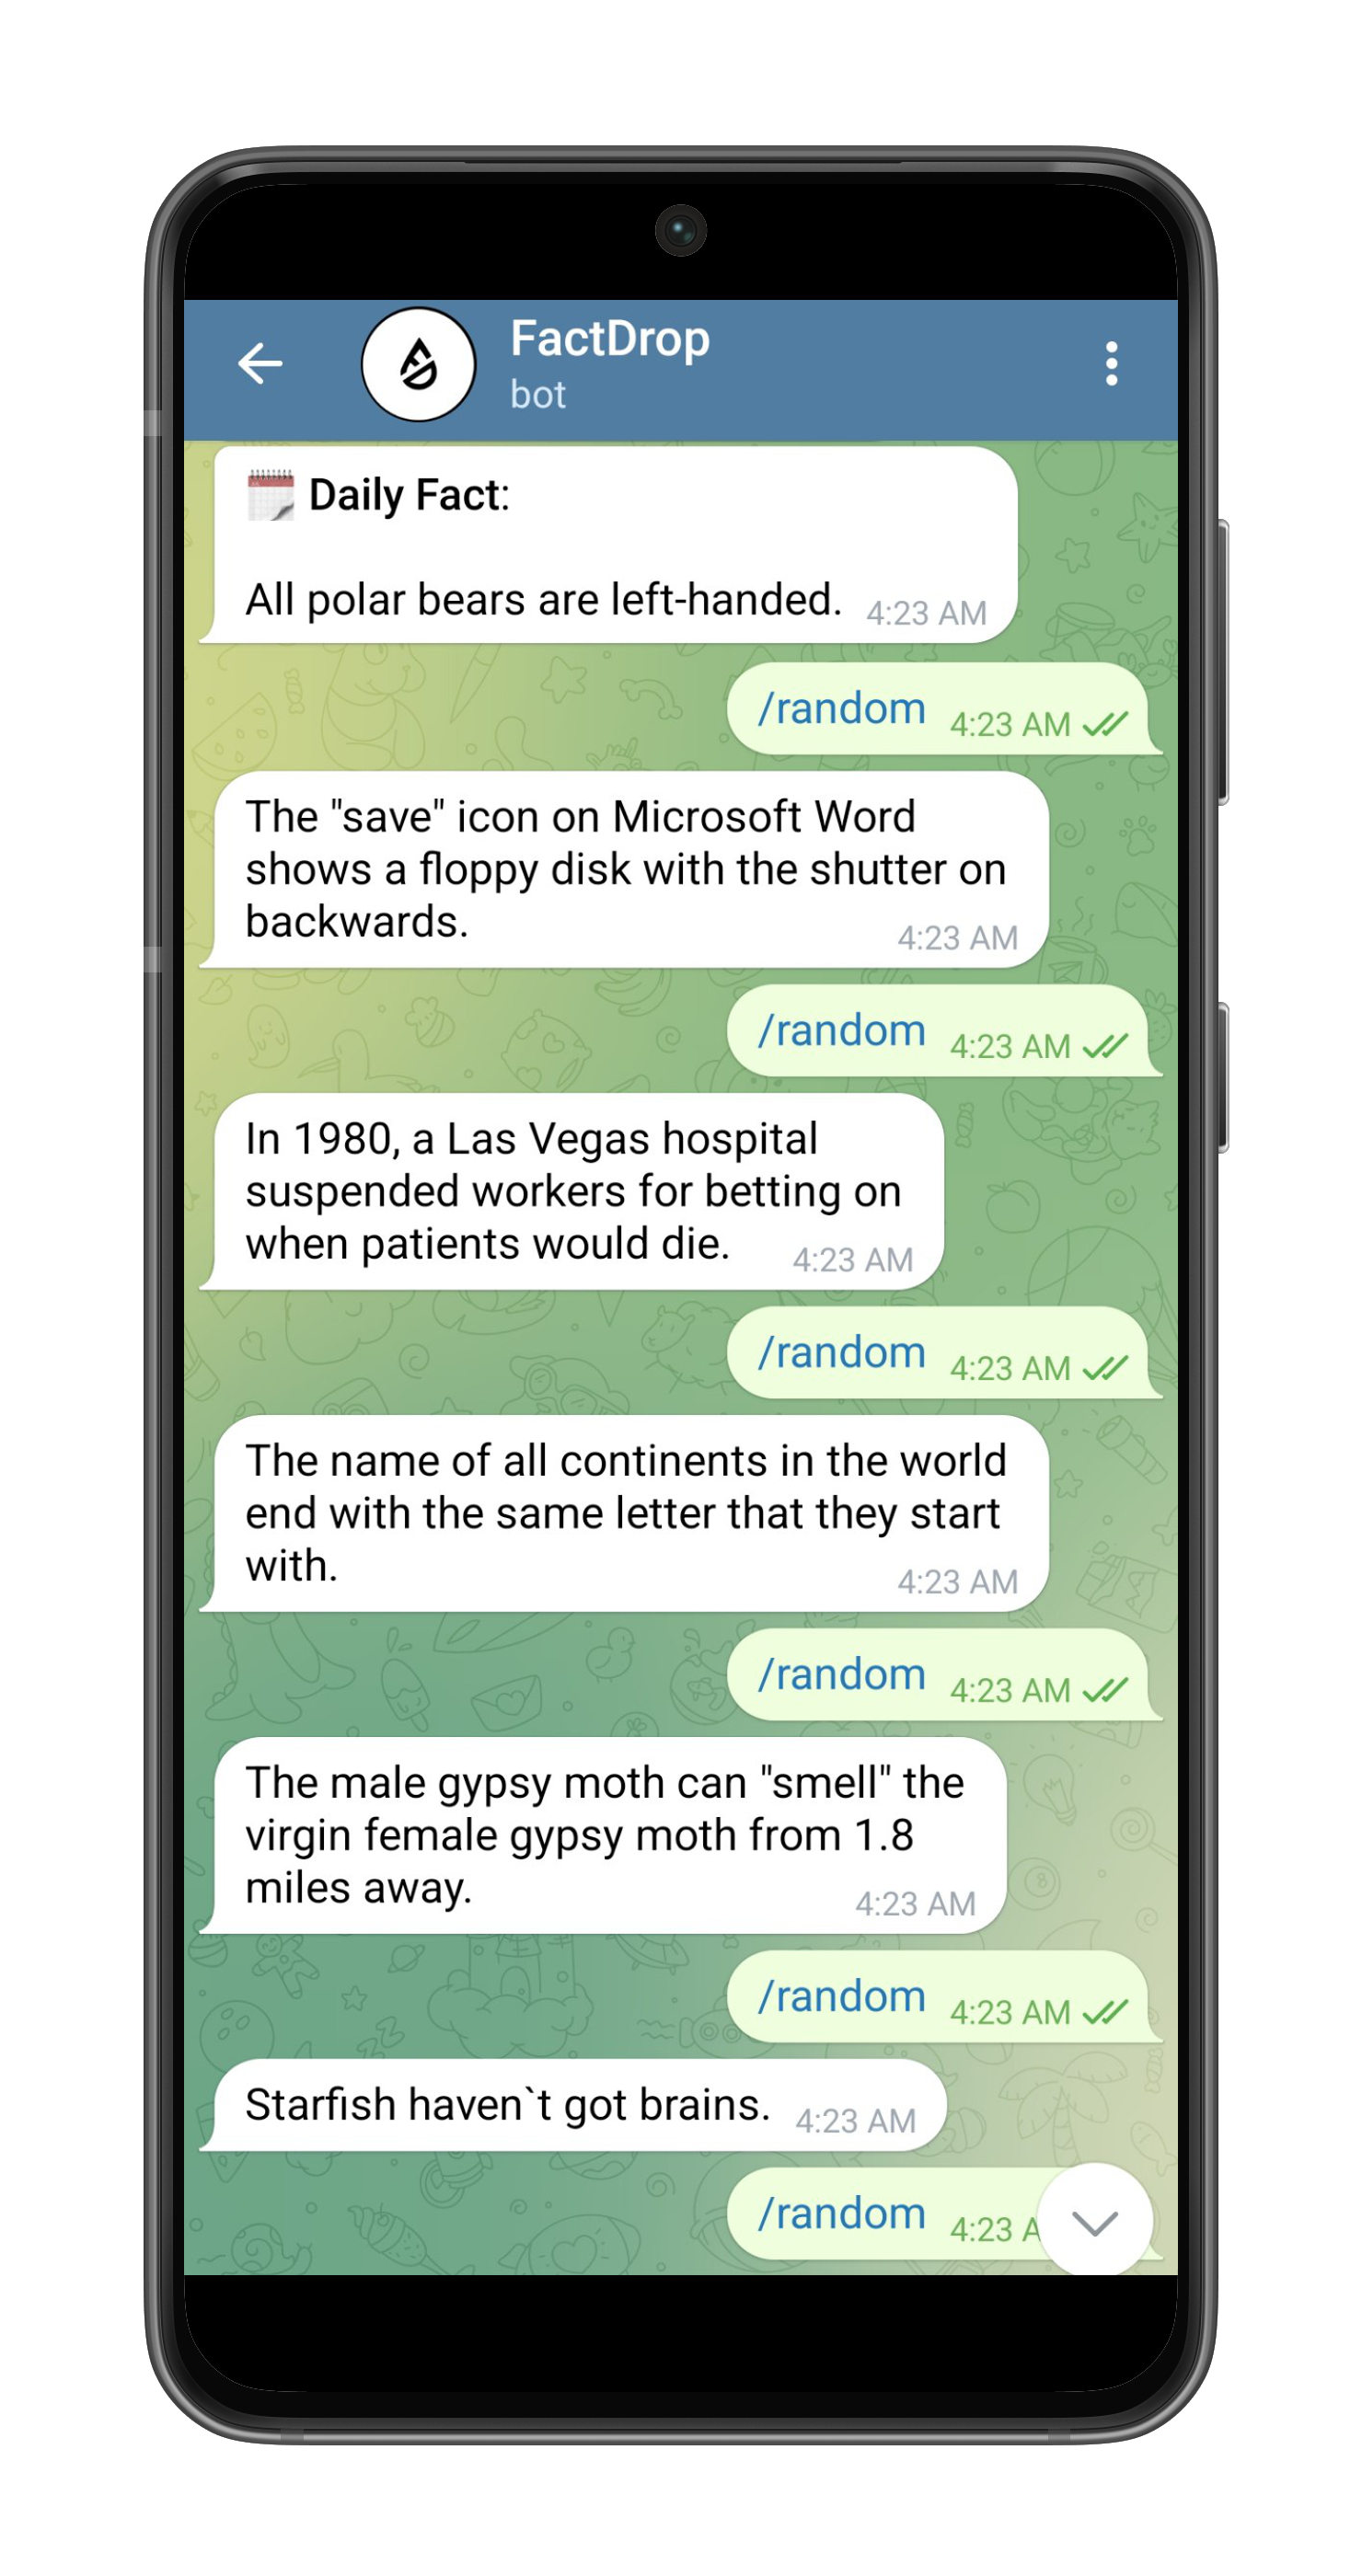 FactDrop
bot
Daily Fact:
All polar bears are left-handed. 4:23 AM
/random 4:23 AM
The "save" icon on Microsoft Word
shows a floppy disk with the shutter on
backwards. 4:23 AM
/random 4:23 AM
In 1980, a Las Vegas hospital
suspended workers for betting on
when patients would die. 4:23 AM
/random 4:23 AM
The name of all continents in the world
end with the same letter that they start
with. 4:23 AM
/random 4:23 AM
The male gypsy moth can "smell" the
virgin female gypsy moth from 1.8
miles away. 4:23 AM
/random 4:23 AM
Starfish haven`t got brains. 4:23 AM
/random 4:23 A